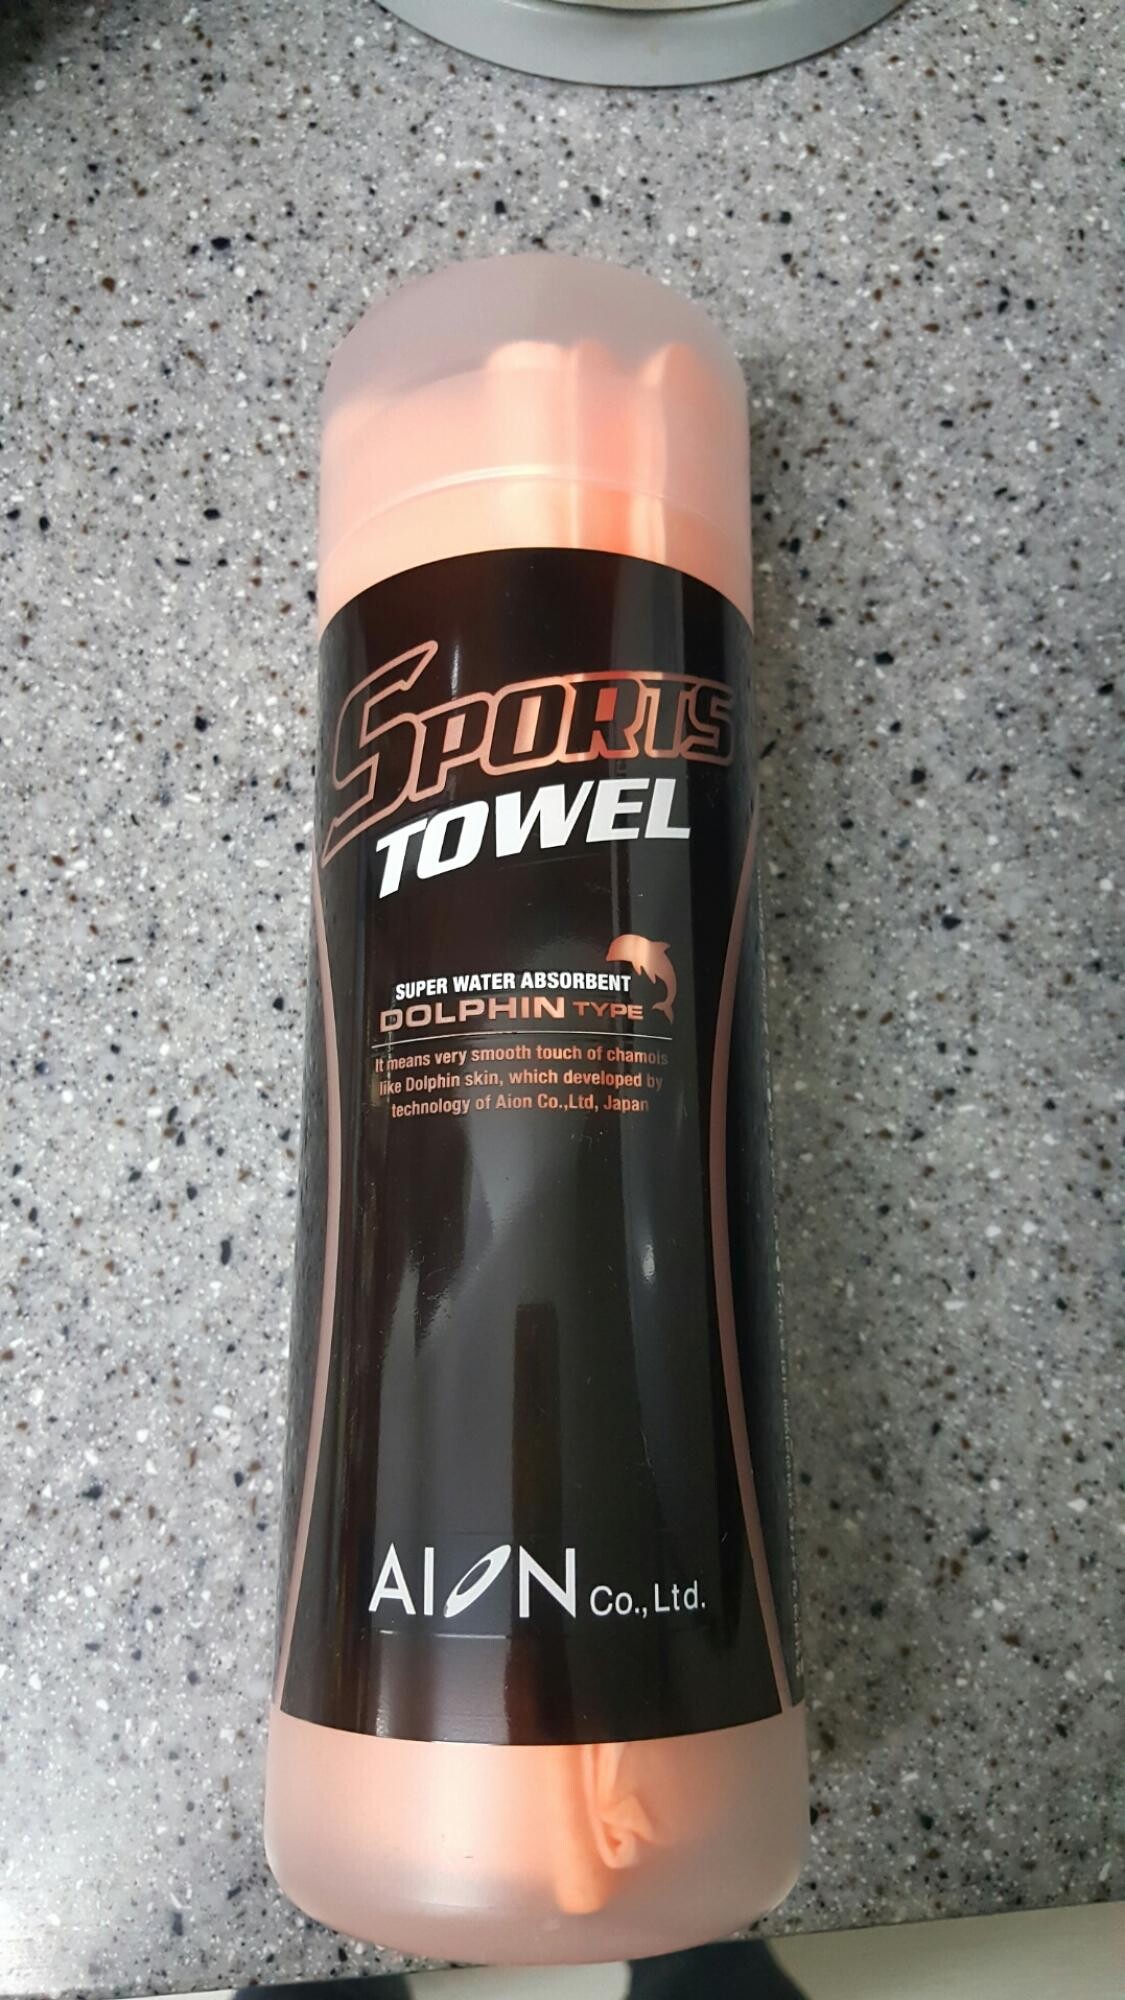 SPORTS
TOWEL
SUPER WATER ABSORBENT
DOLPHIN TYPE
It means very smooth touch of chamois
like Dolphin skin, which developed by
technology of Aion Co.,Ltd, Japan
AION Co., Ltd.